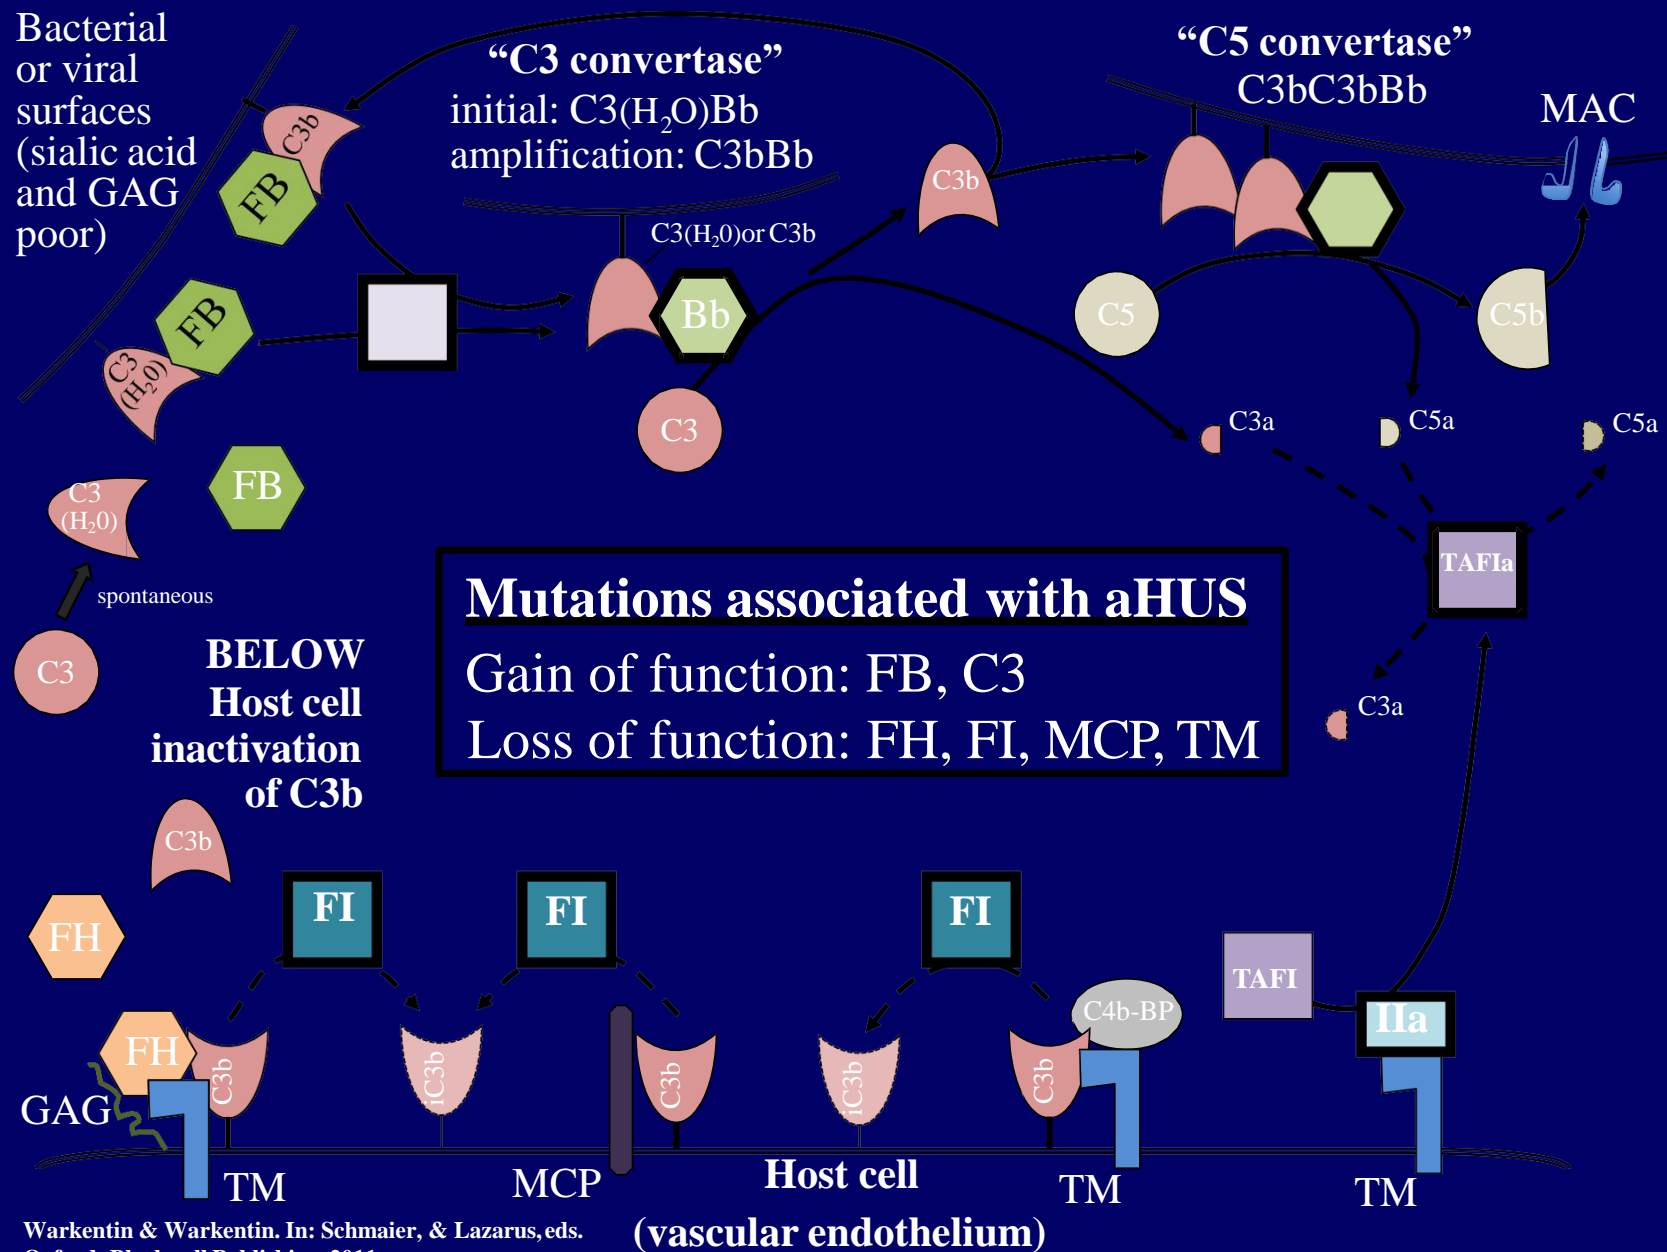 Bacterial
or viral
surfaces
(sialic acid
and GAG
poor)
“C3 convertase”
initial: C3(H₂O)Bb
amplification: C3bBb
“C5 convertase”
C3bC3bBb
MAC
C3b
FB
C3b
C3(H₂0)or C3b
FB
Bb
C5
C5b
C3
(H₂0)
C3
C3a
C5a
C5a
FB
C3
(H₂0)
TAFIa
spontaneous
C3
Mutations associated with aHUS
Gain of function: FB, C3
Loss of function: FH, FI, MCP, TM
C3a
BELOW
Host cell
inactivation
of C3b
C3b
FI
FI
FI
FH
TAFI
C4b-BP
IIa
FH
C3b
iC3b
C3b
iC3b
C3b
GAG
TM
MCP
Host cell
(vascular endothelium)
TM
TM
Warkentin & Warkentin. In: Schmaier, & Lazarus, eds.